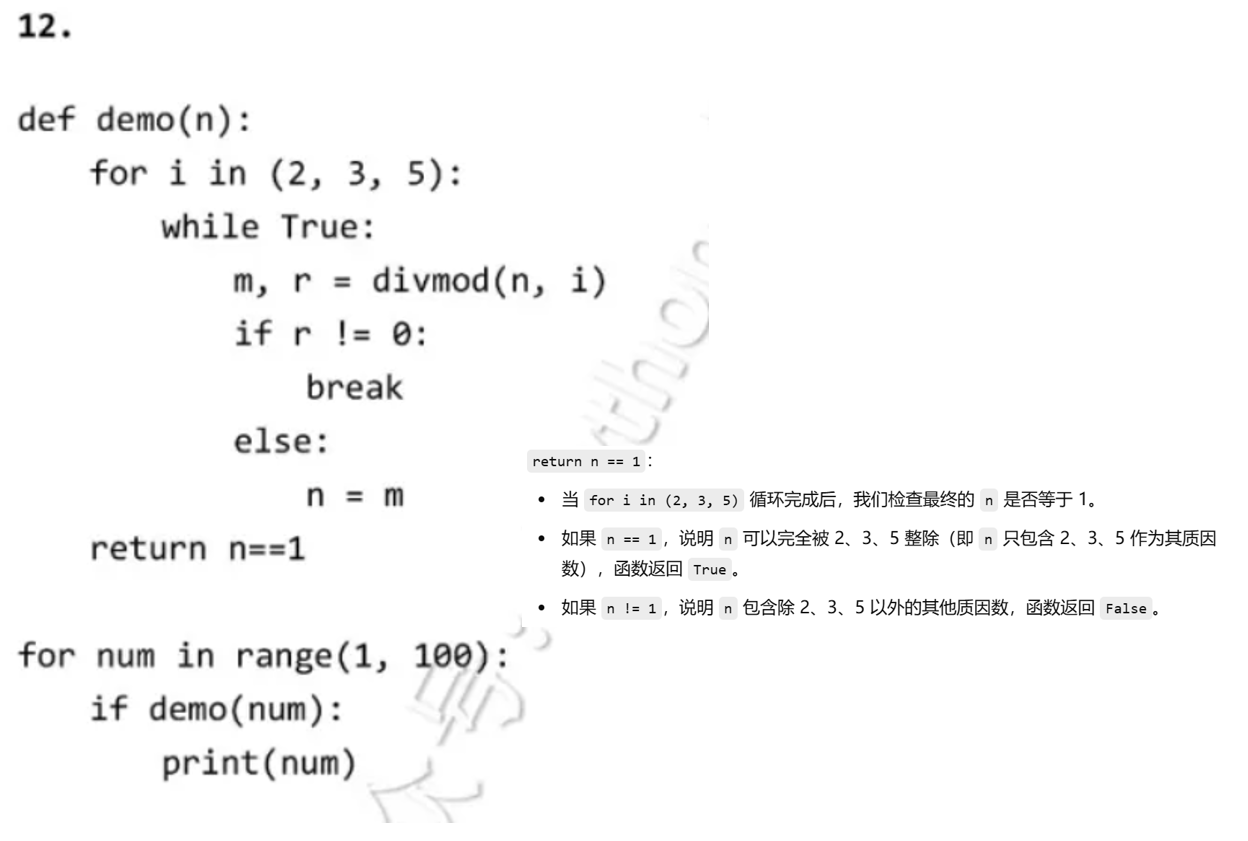 12.
def demo(n):
    for i in (2, 3, 5):
        while True:
            m, r = divmod(n, i)
            if r != 0:
                break
            else:
                n = m
    return n==1
for num in range(1, 100):
    if demo(num):
        print(num)
return n == 1：
• 当 for i in (2, 3, 5) 循环完成后，我们检查最终的 n 是否等于 1。
• 如果 n == 1，说明 n 可以完全被 2、3、5 整除（即 n 只包含 2、3、5 作为其质因
数），函数返回 True。
• 如果 n != 1，说明 n 包含除 2、3、5 以外的其他质因数，函数返回 False。